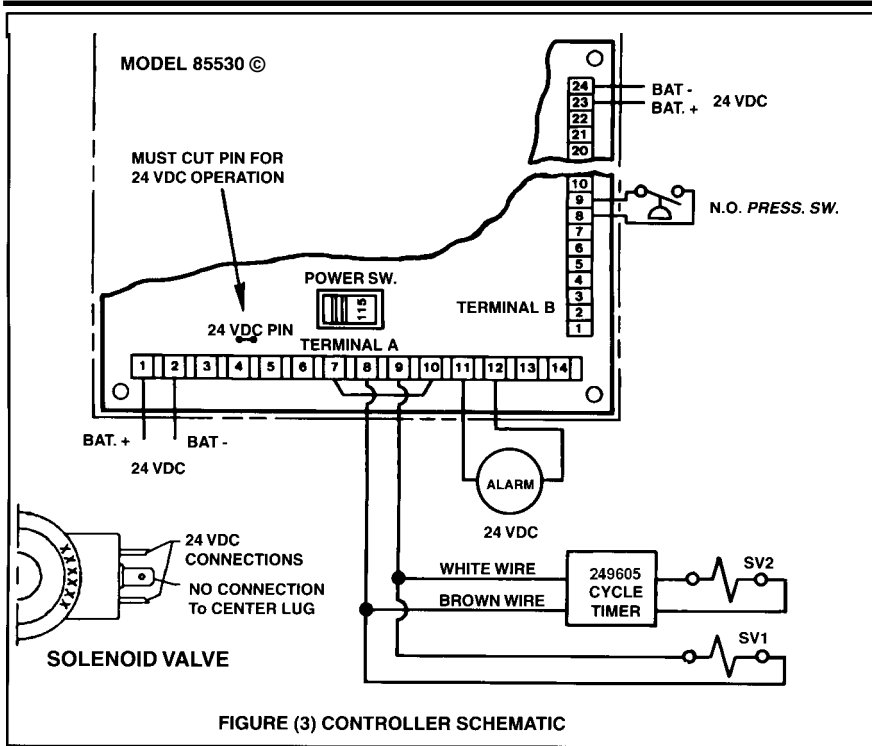 MODEL 85530 ©
MUST CUT PIN FOR
24 VDC OPERATION
24
23
22
21
20
BAT -
BAT. + 24 VDC
10
9
8
7
6
5
4
3
2
1
N.O. PRESS. SW.
POWER SW.
115
TERMINAL B
24 VDC PIN
TERMINAL A
1 2 3 4 5 6 7 8 9 10 11 12 13 14
BAT. + BAT -
24 VDC
ALARM
24 VDC
24 VDC
CONNECTIONS
NO CONNECTION
To CENTER LUG
XXXXXX
SOLENOID VALVE
WHITE WIRE
BROWN WIRE
249605
CYCLE
TIMER
SV2
SV1
FIGURE (3) CONTROLLER SCHEMATIC